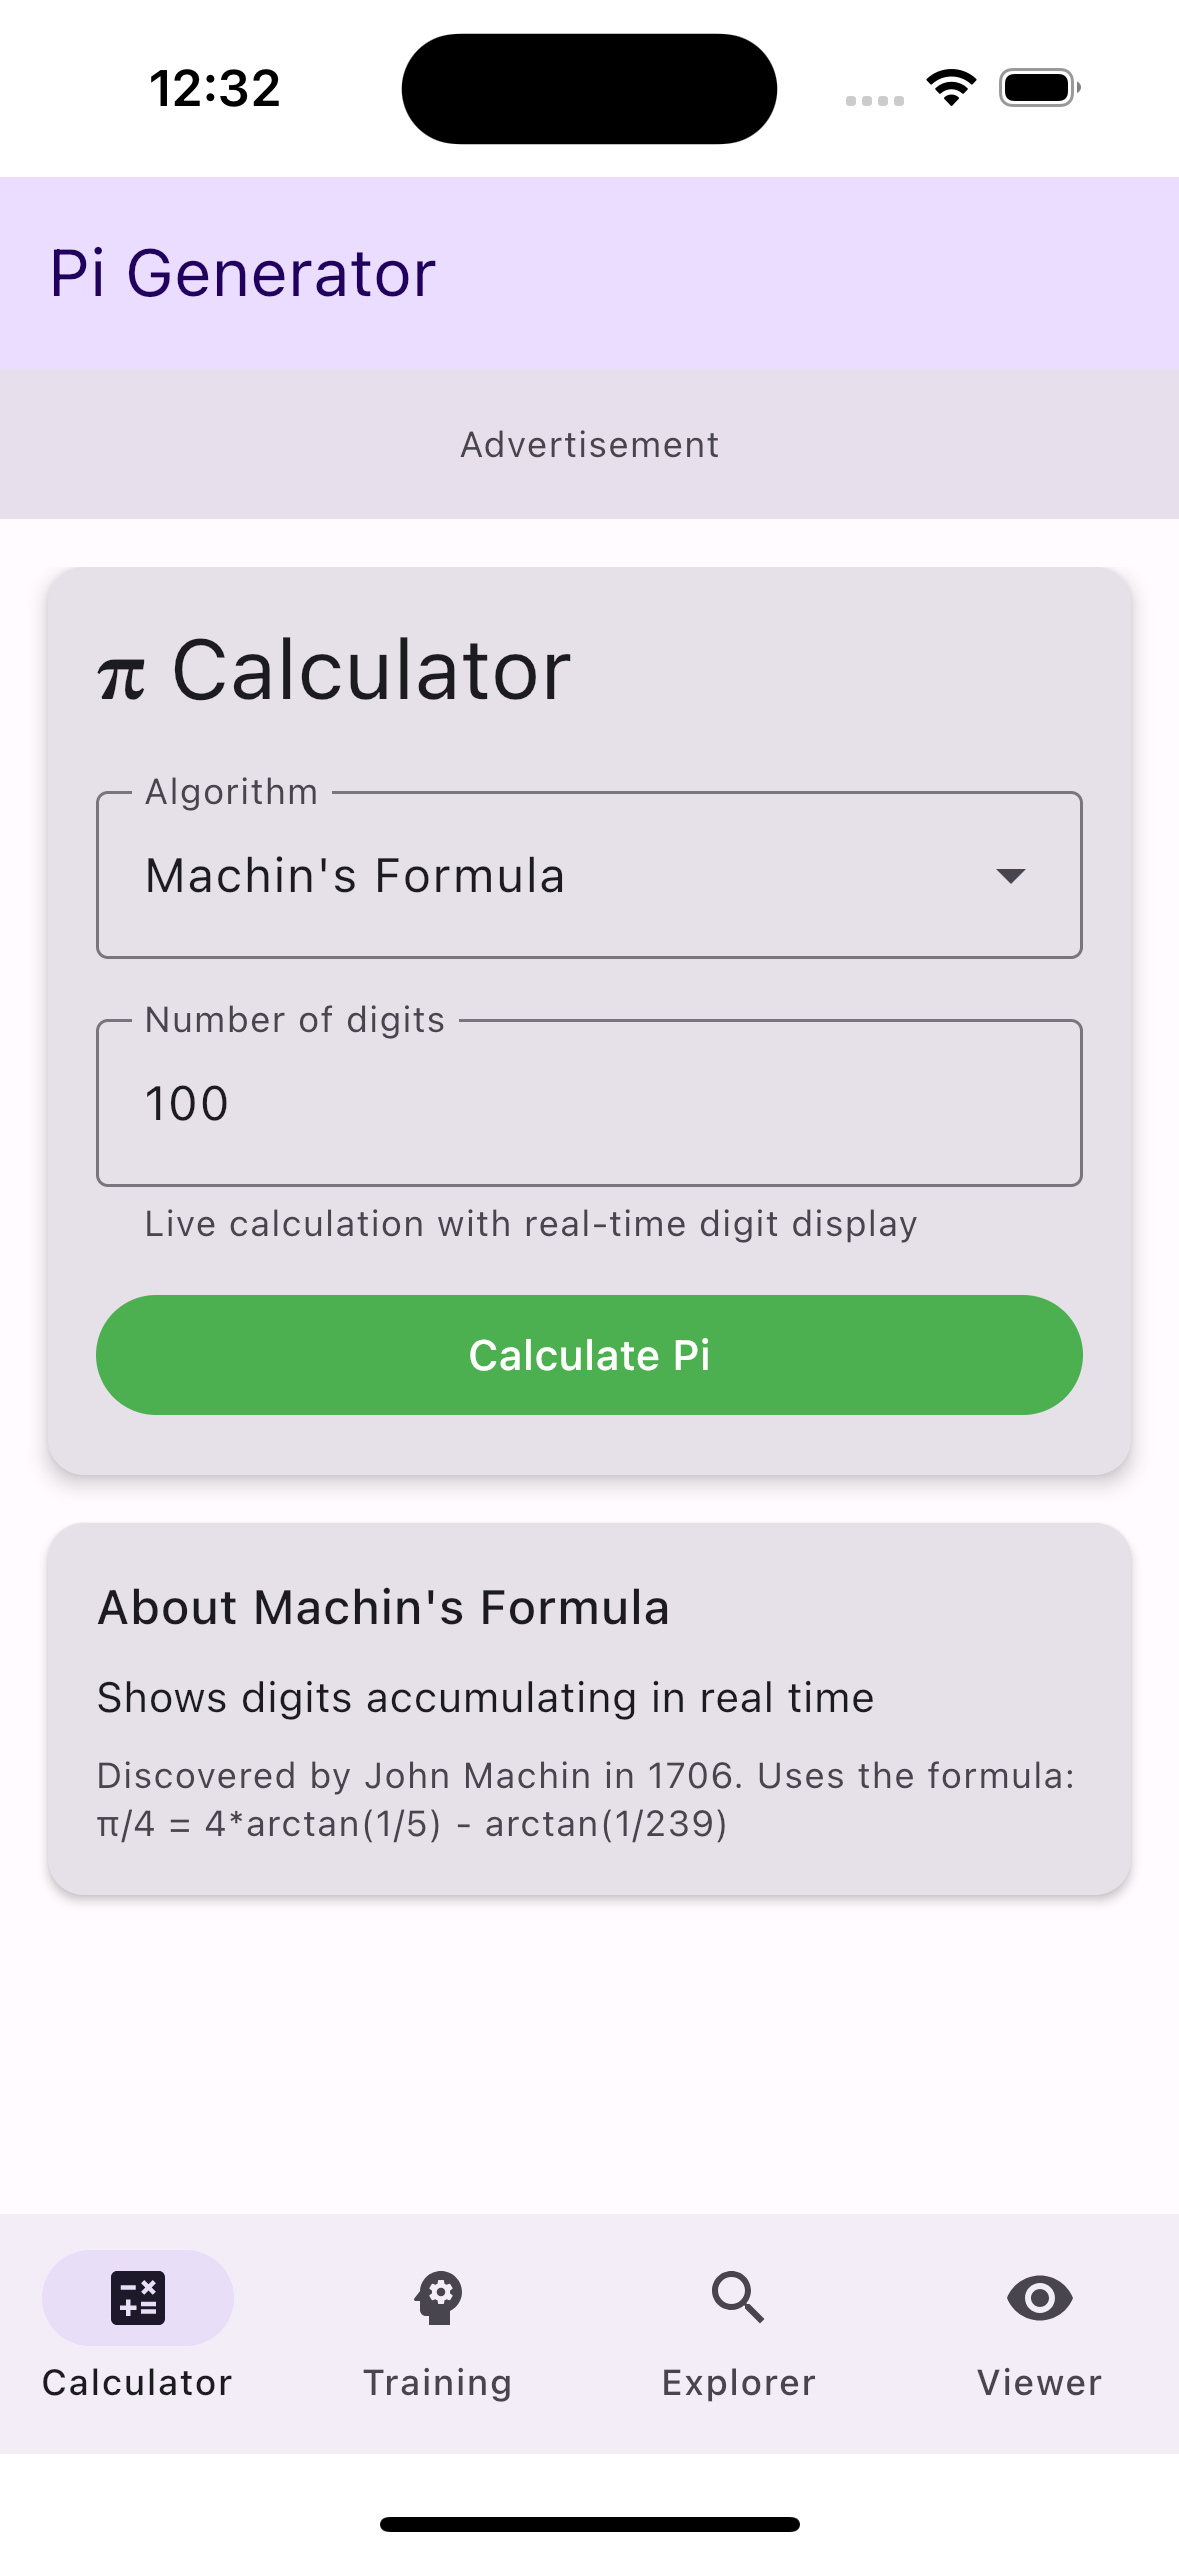 12:32
Pi Generator
Advertisement
π Calculator
Algorithm
Machin's Formula
Number of digits
100
Live calculation with real-time digit display
Calculate Pi
About Machin's Formula
Shows digits accumulating in real time
Discovered by John Machin in 1706. Uses the formula:
π/4 = 4*arctan(1/5) - arctan(1/239)
Calculator
Training
Explorer
Viewer